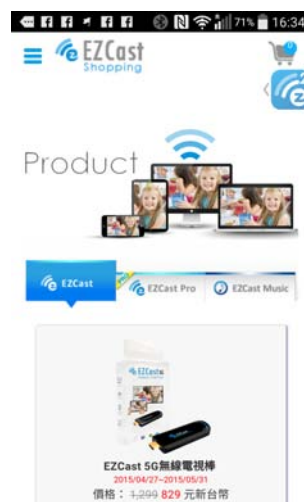 71% 16:34
EZCast
Shopping
0
Product
EZCast
EZCast Pro
EZCast Music
EZCast 5G無線電視棒
2015/04/27~2015/05/31
價格： 1,299 829 元新台幣